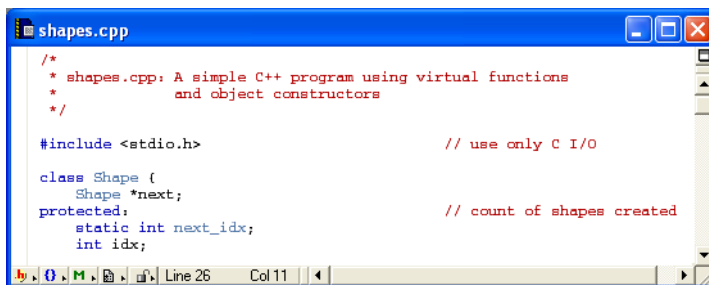 shapes.cpp
/*
 * shapes.cpp: A simple C++ program using virtual functions
 *             and object constructors
 */
#include <stdio.h>                              // use only C I/O
class Shape {
    Shape *next;
protected:                                      // count of shapes created
    static int next_idx;
    int idx;
{} M Line 26 Col 11